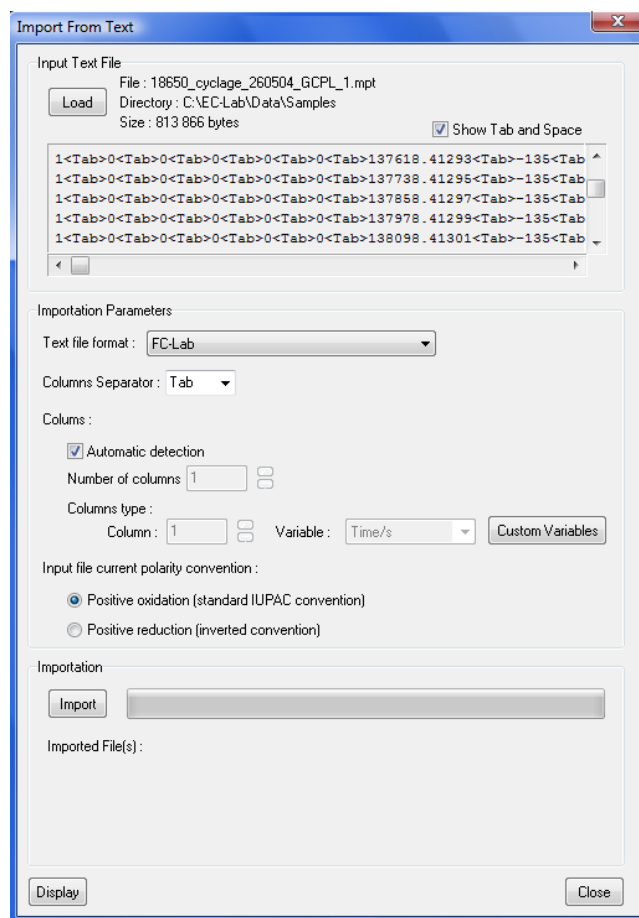 Import From Text
Input Text File
File : 18650_cyclage_260504_GCPL_1.mpt
Load
Directory : C:\EC-Lab\Data\Samples
Size : 813 866 bytes
Show Tab and Space
1<Tab>0<Tab>0<Tab>0<Tab>0<Tab>0<Tab>137618.41293<Tab>-135<Tab
1<Tab>0<Tab>0<Tab>0<Tab>0<Tab>0<Tab>137738.41295<Tab>-135<Tab
1<Tab>0<Tab>0<Tab>0<Tab>0<Tab>0<Tab>137858.41297<Tab>-135<Tab
1<Tab>0<Tab>0<Tab>0<Tab>0<Tab>0<Tab>137978.41299<Tab>-135<Tab
1<Tab>0<Tab>0<Tab>0<Tab>0<Tab>0<Tab>138098.41301<Tab>-135<Tab
Importation Parameters
Text file format : FC-Lab
Columns Separator : Tab
Colums :
Automatic detection
Number of columns 1
Columns type :
Column : 1 Variable : Time/s Custom Variables
Input file current polarity convention :
Positive oxidation (standard IUPAC convention)
Positive reduction (inverted convention)
Importation
Import
Imported File(s) :
Display Close